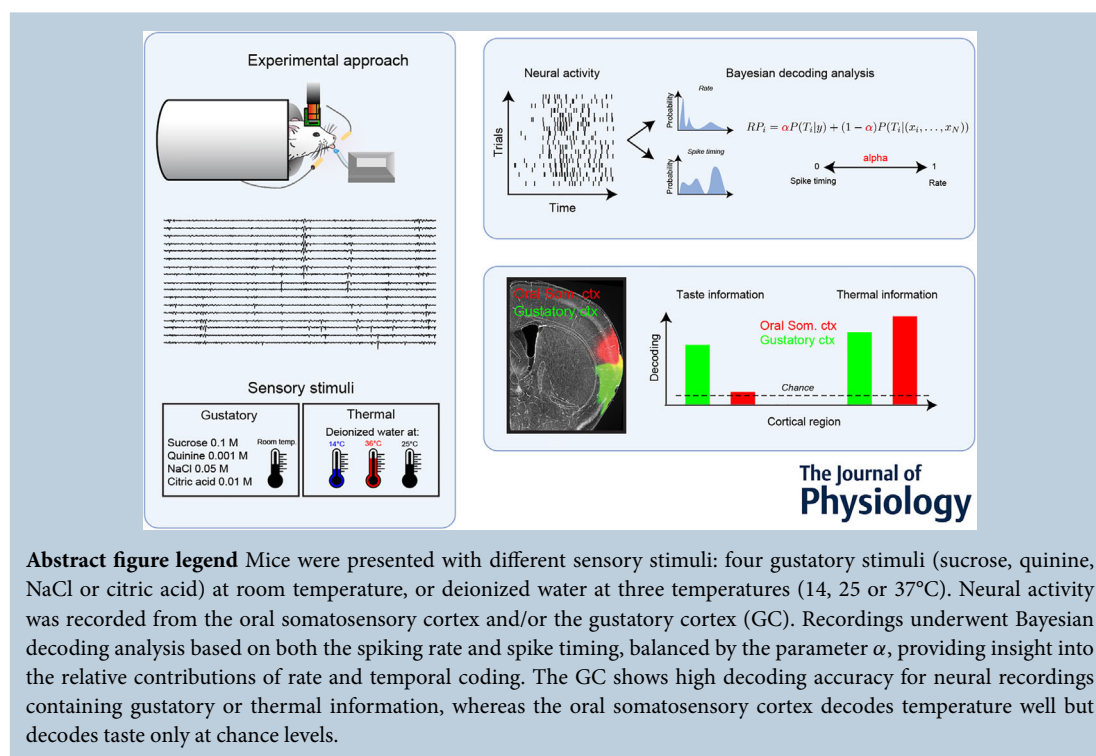 Experimental approach
Sensory stimuli
Gustatory
Sucrose 0.1 M
Quinine 0.001 M
NaCl 0.05 M
Citric acid 0.01 M
Room temp.
Thermal
Deionized water at:
14°C 36°C 25°C
Neural activity
Trials
Time
Bayesian decoding analysis
Rate
Probability
Spike timing
Probability
RP_i = αP(T_i|y) + (1 − α)P(T_i|(x_i, . . . , x_N))
0 alpha 1
Spike timing Rate
Oral Som. ctx
Gustatory ctx
Taste information Thermal information
Oral Som. ctx
Gustatory ctx
Decoding
Chance
Cortical region
The Journal of
Physiology
Abstract figure legend Mice were presented with different sensory stimuli: four gustatory stimuli (sucrose, quinine,
NaCl or citric acid) at room temperature, or deionized water at three temperatures (14, 25 or 37°C). Neural activity
was recorded from the oral somatosensory cortex and/or the gustatory cortex (GC). Recordings underwent Bayesian
decoding analysis based on both the spiking rate and spike timing, balanced by the parameter α, providing insight into
the relative contributions of rate and temporal coding. The GC shows high decoding accuracy for neural recordings
containing gustatory or thermal information, whereas the oral somatosensory cortex decodes temperature well but
decodes taste only at chance levels.